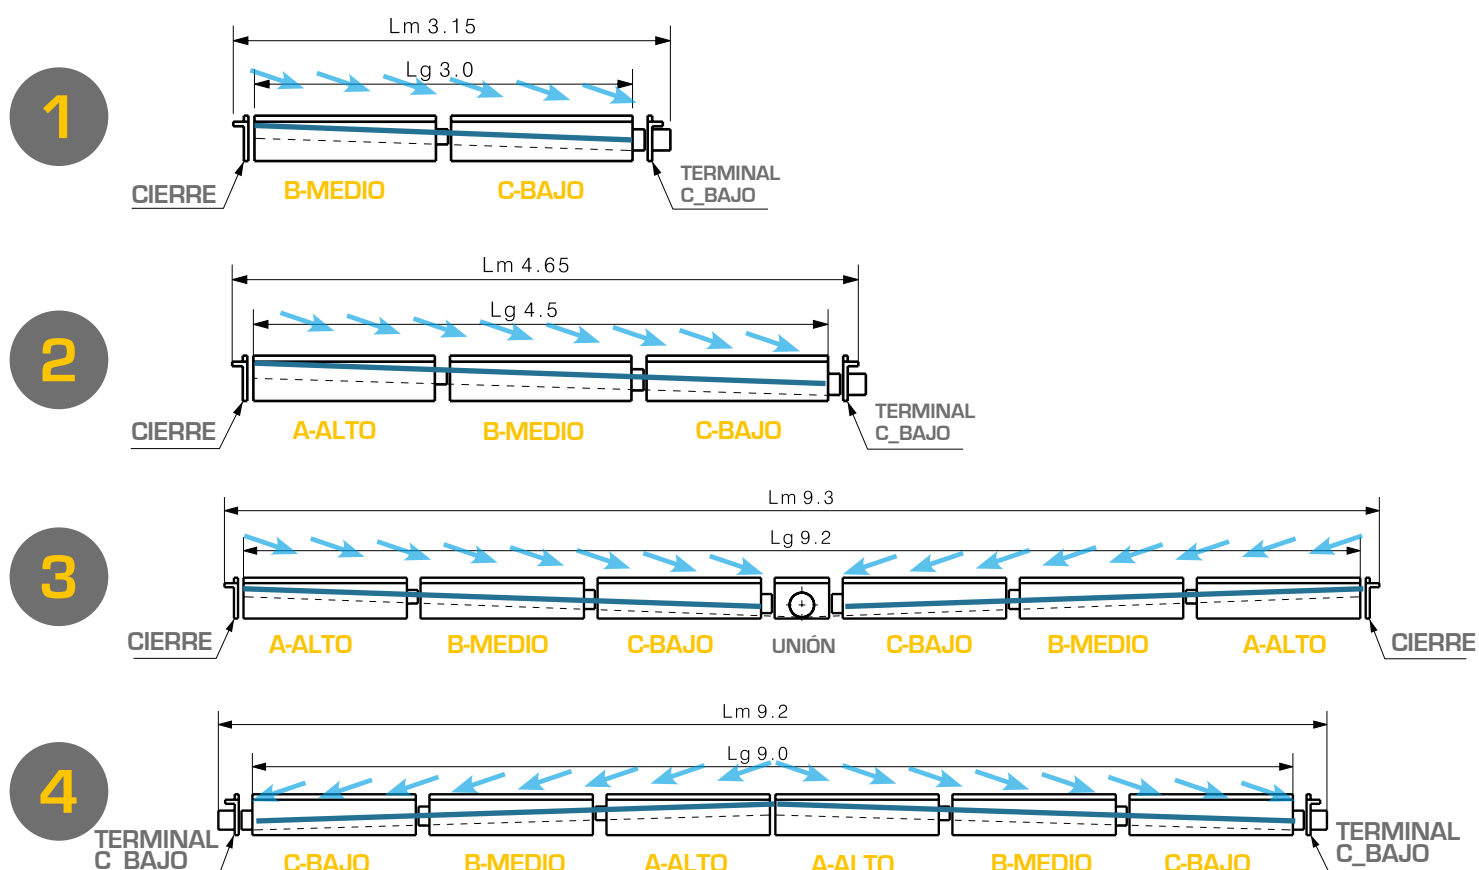 Lm 3.15
Lg 3.0
1
CIERRE
B-MEDIO
C-BAJO
TERMINAL
C_BAJO
Lm 4.65
Lg 4.5
2
CIERRE
A-ALTO
B-MEDIO
C-BAJO
TERMINAL
C_BAJO
Lm 9.3
Lg 9.2
3
CIERRE
A-ALTO
B-MEDIO
C-BAJO
UNIÓN
C-BAJO
B-MEDIO
A-ALTO
CIERRE
Lm 9.2
Lg 9.0
4
TERMINAL
C_BAJO
C-BAJO
B-MEDIO
A-ALTO
A-ALTO
B-MEDIO
C-BAJO
TERMINAL
C_BAJO